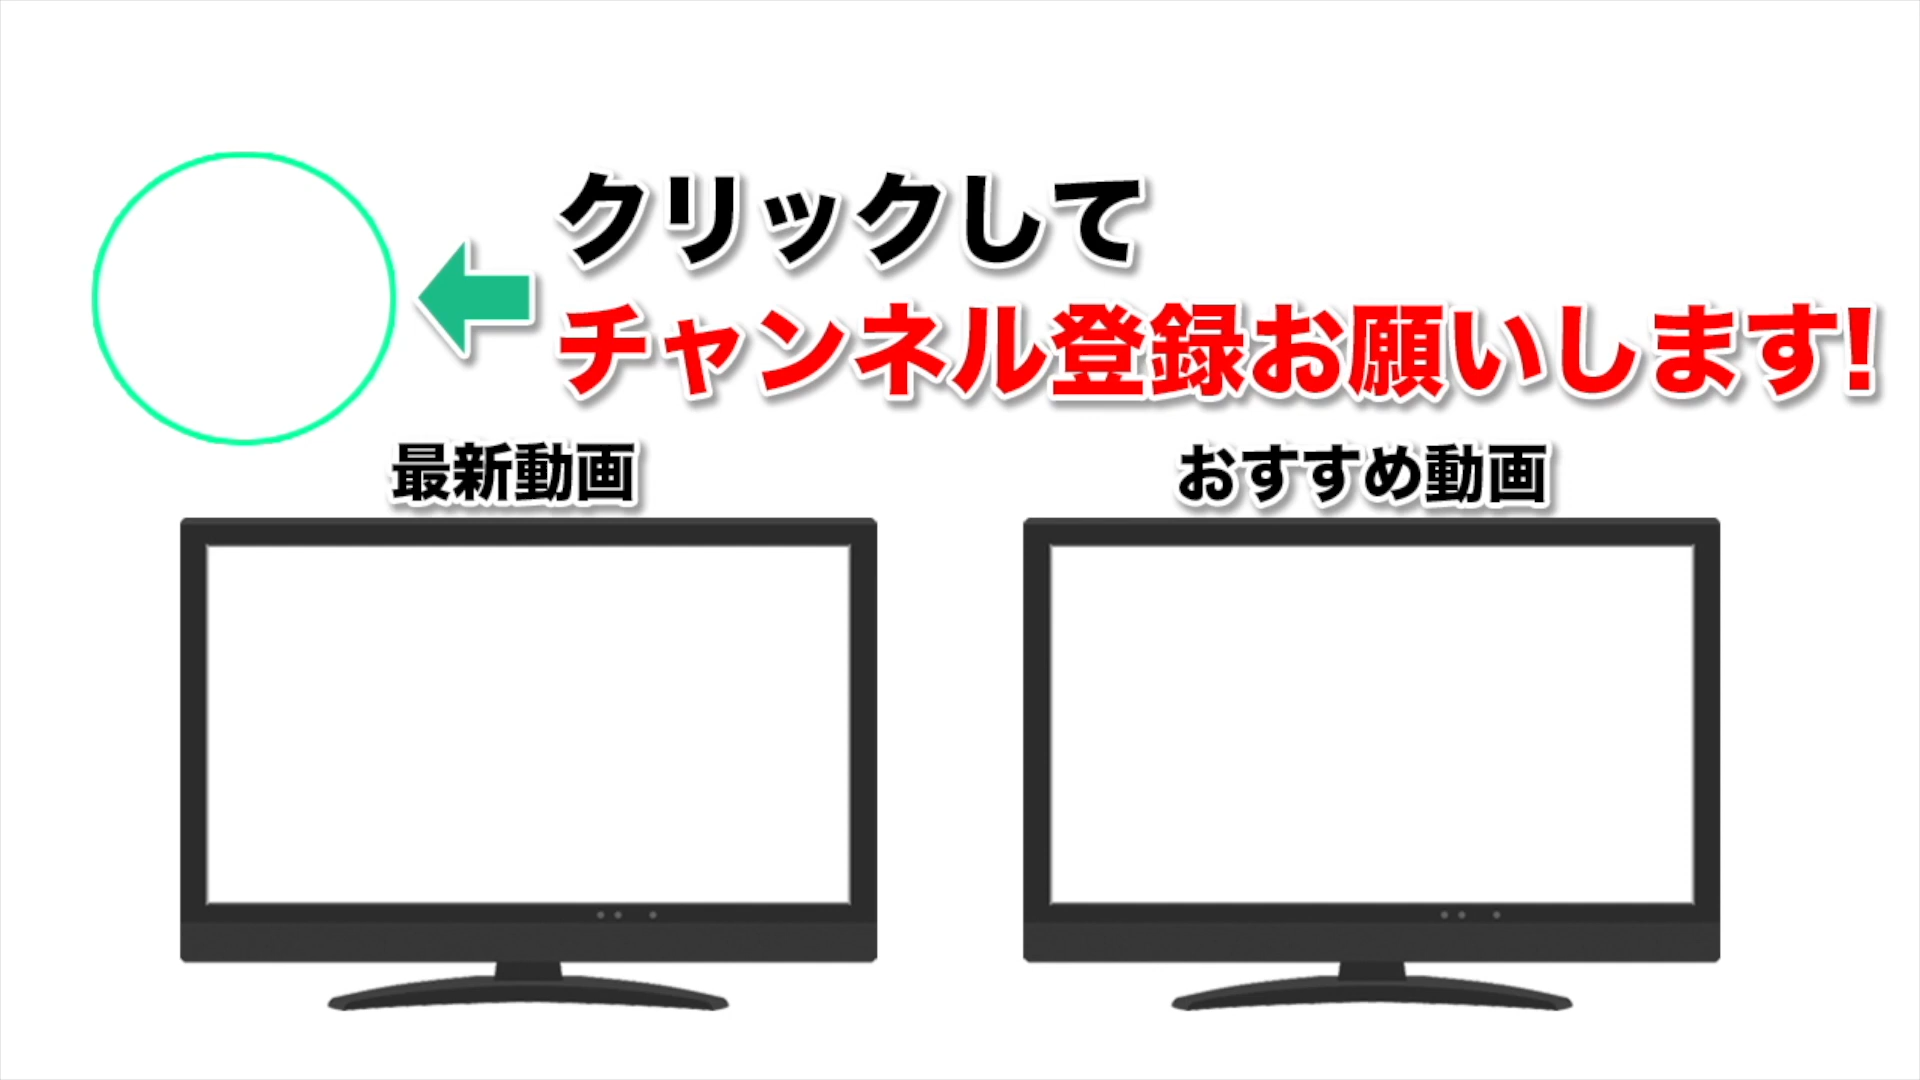 クリックして
チャンネル登録お願いします!
最新動画
おすすめ動画